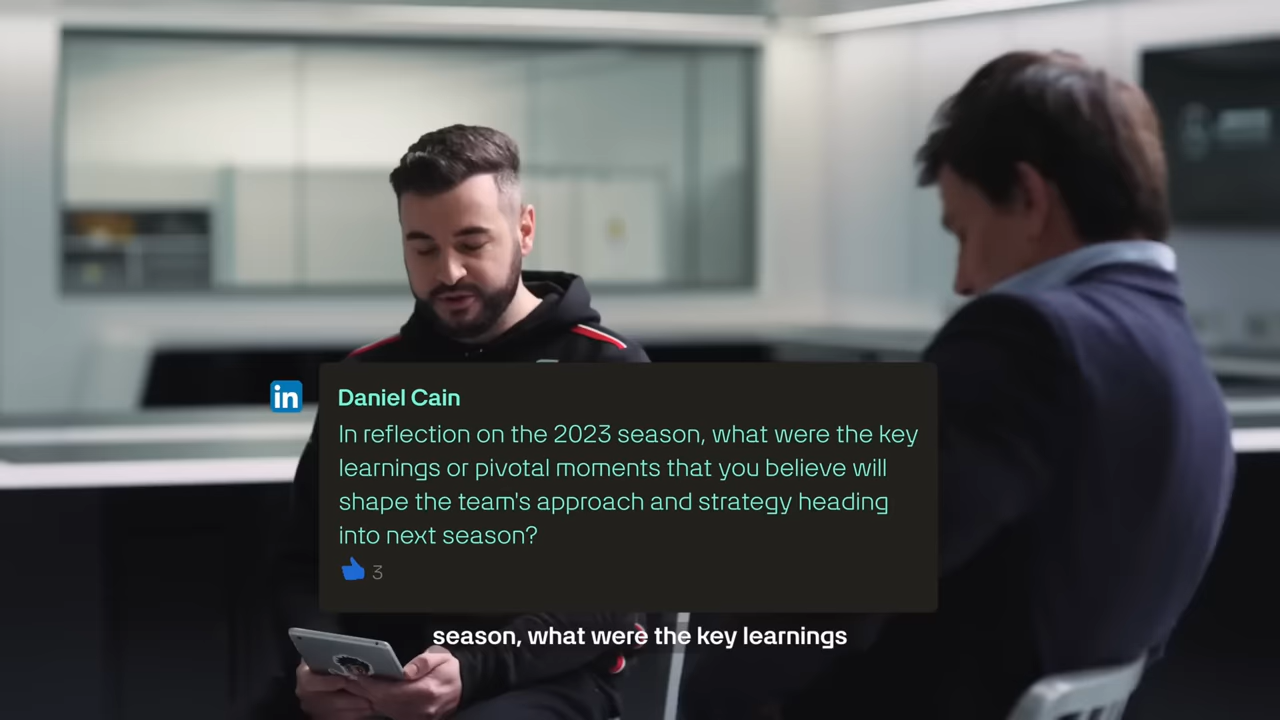 in
Daniel Cain
In reflection on the 2023 season, what were the key
learnings or pivotal moments that you believe will
shape the team's approach and strategy heading
into next season?
3
season, what were the key learnings